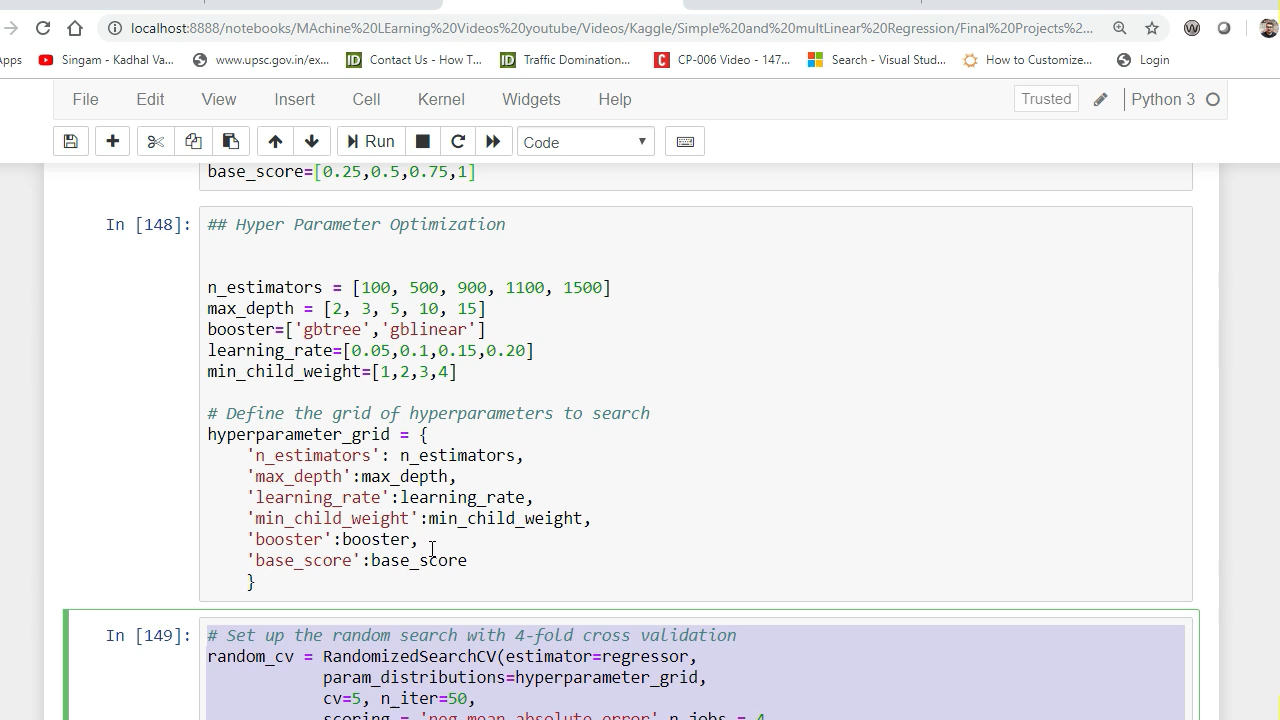 localhost:8888/notebooks/MAchine%20LEarning%20Videos%20youtube/Videos/Kaggle/Simple%20and%20multLinear%20Regression/Final%20Projects%2...
Apps Singam - Kadhal Va... www.upsc.gov.in/ex... Contact Us - How T... Traffic Domination... CP-006 Video - 147... Search - Visual Stud... How to Customize... Login
File Edit View Insert Cell Kernel Widgets Help Trusted Python 3
Run Code
base_score=[0.25,0.5,0.75,1]
In [148]: ## Hyper Parameter Optimization
n_estimators = [100, 500, 900, 1100, 1500]
max_depth = [2, 3, 5, 10, 15]
booster=['gbtree','gblinear']
learning_rate=[0.05,0.1,0.15,0.20]
min_child_weight=[1,2,3,4]
# Define the grid of hyperparameters to search
hyperparameter_grid = {
'n_estimators': n_estimators,
'max_depth':max_depth,
'learning_rate':learning_rate,
'min_child_weight':min_child_weight,
'booster':booster,
'base_score':base_score
}
In [149]: # Set up the random search with 4-fold cross validation
random_cv = RandomizedSearchCV(estimator=regressor,
param_distributions=hyperparameter_grid,
cv=5, n_iter=50,
scoring = 'neg_mean_absolute_error',n_jobs = 4,